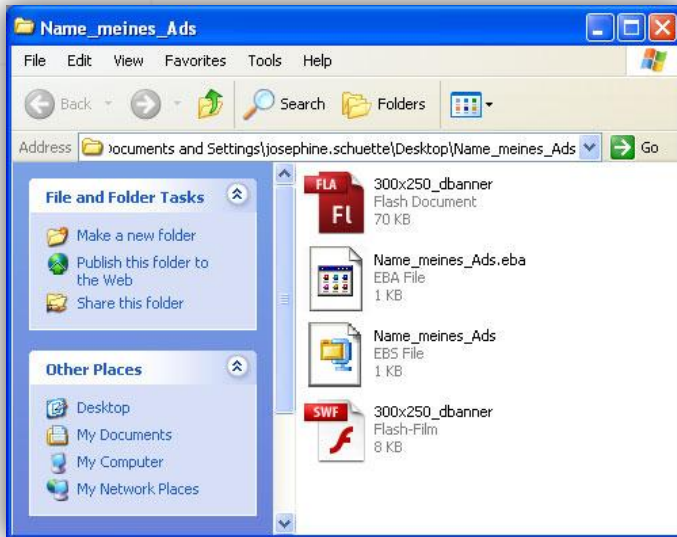 Name_meines_Ads
File Edit View Favorites Tools Help
Back Search Folders
Address ocuments and Settings\josephine.schuette\Desktop\Name_meines_Ads Go
File and Folder Tasks
Make a new folder
Publish this folder to
the Web
Share this folder
Other Places
Desktop
My Documents
My Computer
My Network Places
FLA
Fl
300x250_dbanner
Flash Document
70 KB
Name_meines_Ads.eba
EBA File
1 KB
Name_meines_Ads
EBS File
1 KB
SWF
300x250_dbanner
Flash-Film
8 KB